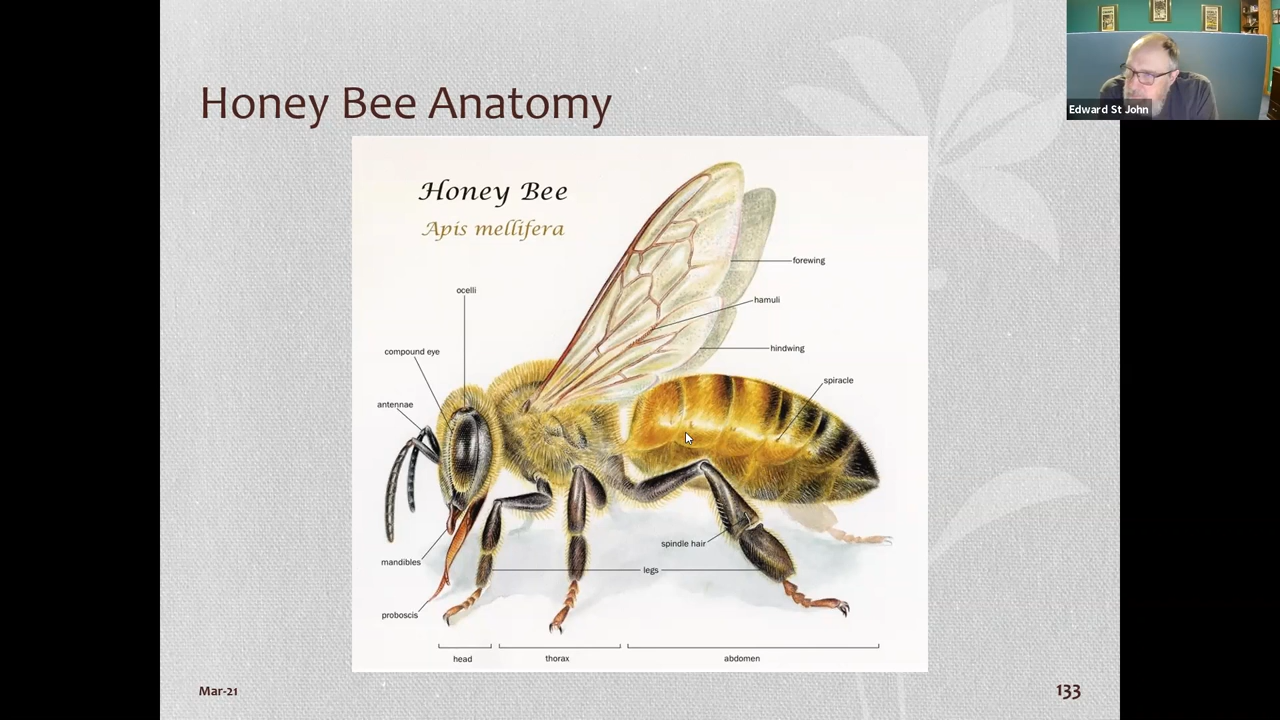 Honey Bee Anatomy
Edward St John
Honey Bee
Apis mellifera
forewing
ocelli
hamuli
hindwing
compound eye
spiracle
antennae
spindle hair
mandibles
legs
proboscis
head
thorax
abdomen
Mar-21
133